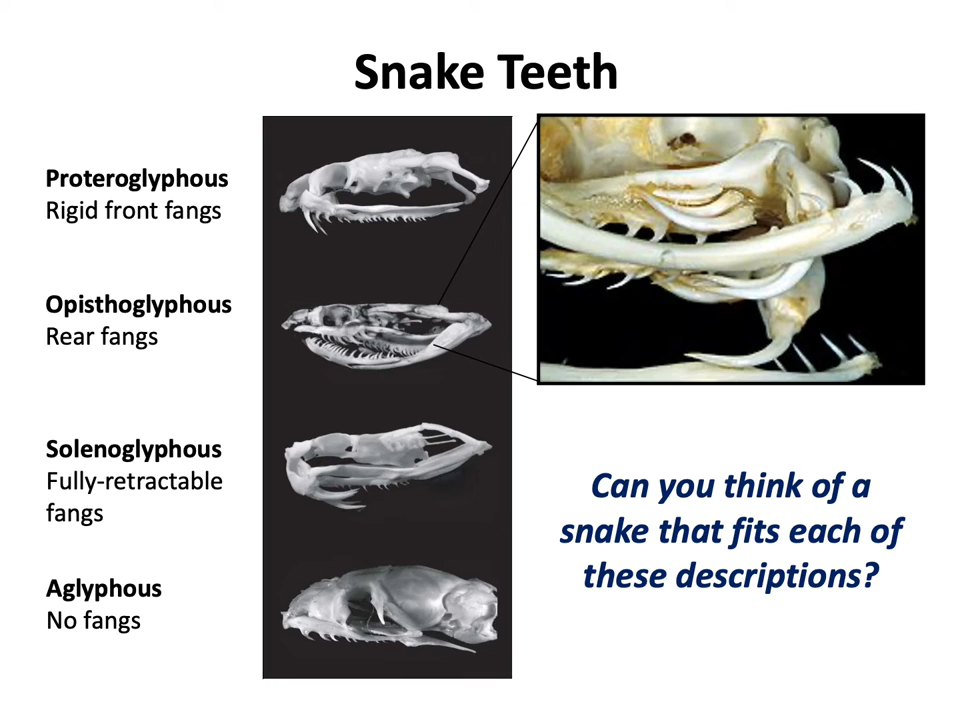 Snake Teeth
Proteroglyphous
Rigid front fangs
Opisthoglyphous
Rear fangs
Solenoglyphous
Fully-retractable
fangs
Aglyphous
No fangs
Can you think of a
snake that fits each of
these descriptions?